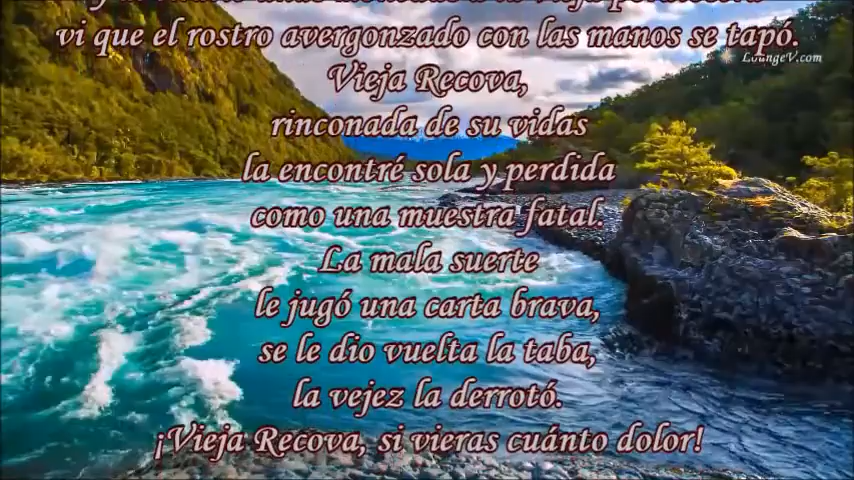 vi que el rostro avergonzado con las manos se tapó.
LoungeV.com
Vieja Recova,
rinconada de su vidas
la encontré sola y perdida
como una muestra fatal.
La mala suerte
le jugó una carta brava,
se le dio vuelta la taba,
la vejez la derrotó.
¡Vieja Recova, si vieras cuánto dolor!